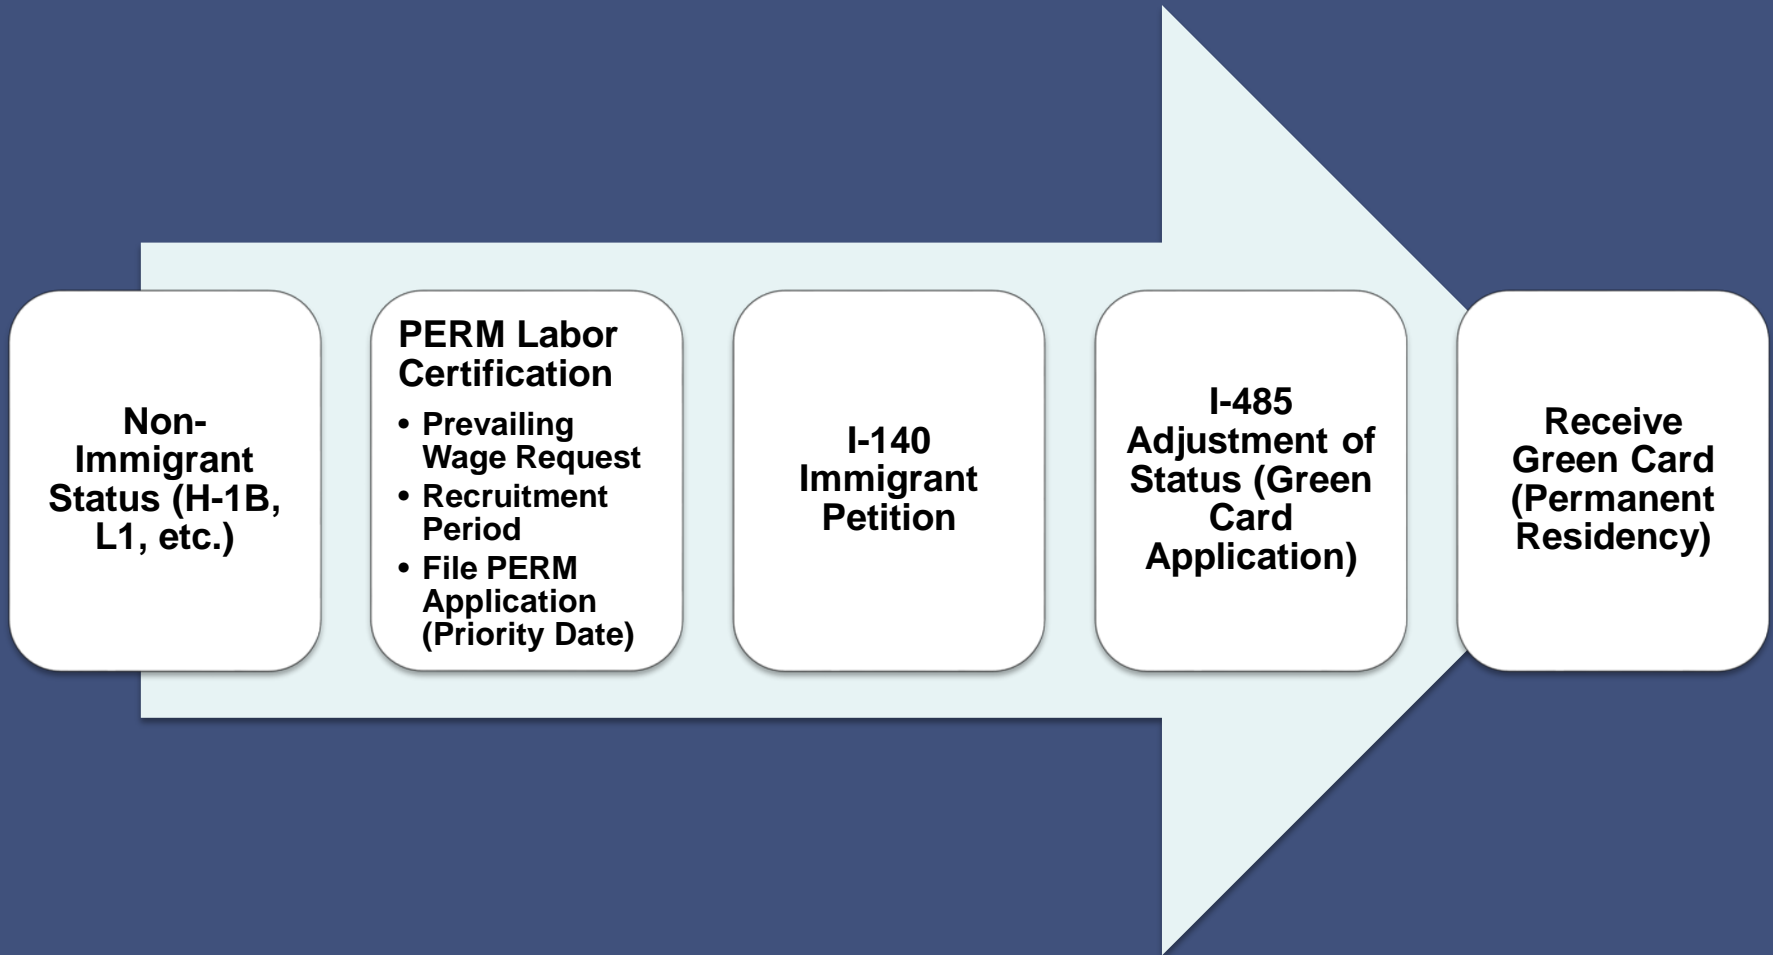 Non-
Immigrant
Status (H-1B,
L1, etc.)
PERM Labor
Certification
• Prevailing
Wage Request
• Recruitment
Period
• File PERM
Application
(Priority Date)
I-140
Immigrant
Petition
I-485
Adjustment of
Status (Green
Card
Application)
Receive
Green Card
(Permanent
Residency)